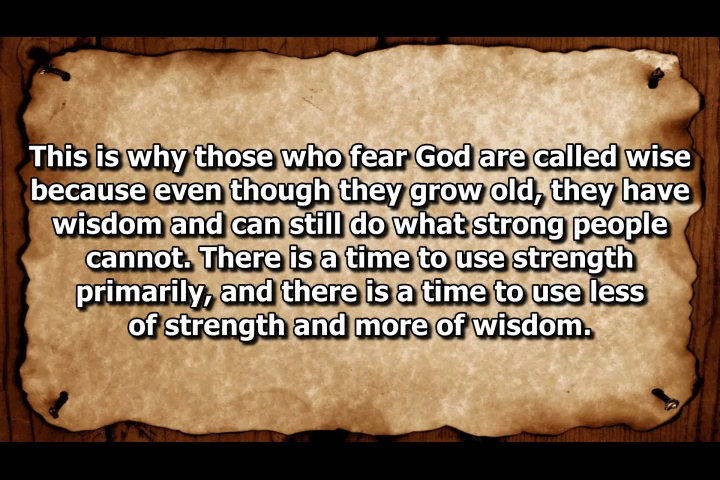 This is why those who fear God are called wise
because even though they grow old, they have
wisdom and can still do what strong people
cannot. There is a time to use strength
primarily, and there is a time to use less
of strength and more of wisdom.